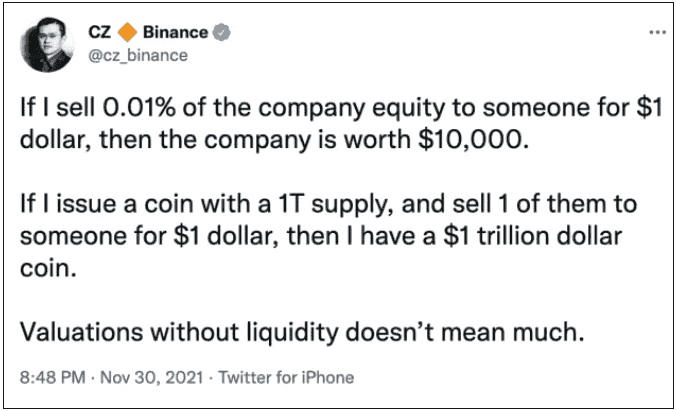 CZ 🔶 Binance
@cz_binance
If I sell 0.01% of the company equity to someone for $1
dollar, then the company is worth $10,000.
If I issue a coin with a 1T supply, and sell 1 of them to
someone for $1 dollar, then I have a $1 trillion dollar
coin.
Valuations without liquidity doesn’t mean much.
8:48 PM · Nov 30, 2021 · Twitter for iPhone